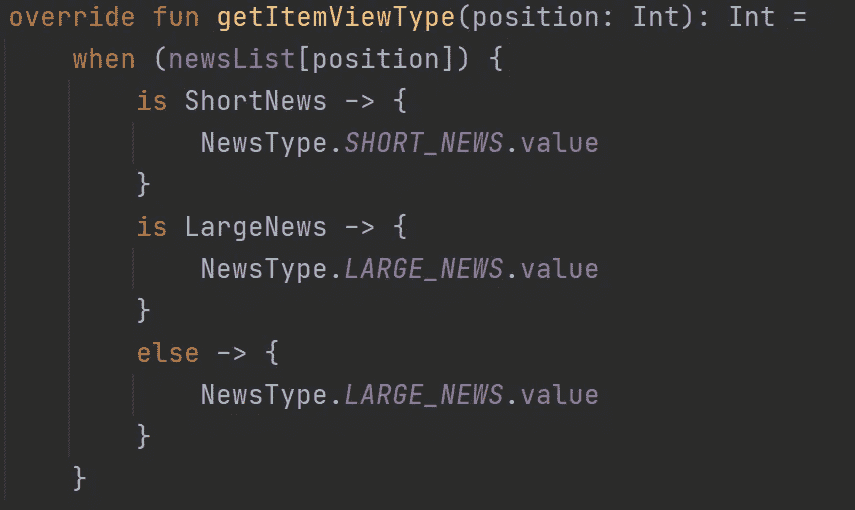 override fun getItemViewType(position: Int): Int =
    when (newsList[position]) {
        is ShortNews -> {
            NewsType.SHORT_NEWS.value
        }
        is LargeNews -> {
            NewsType.LARGE_NEWS.value
        }
        else -> {
            NewsType.LARGE_NEWS.value
        }
    }